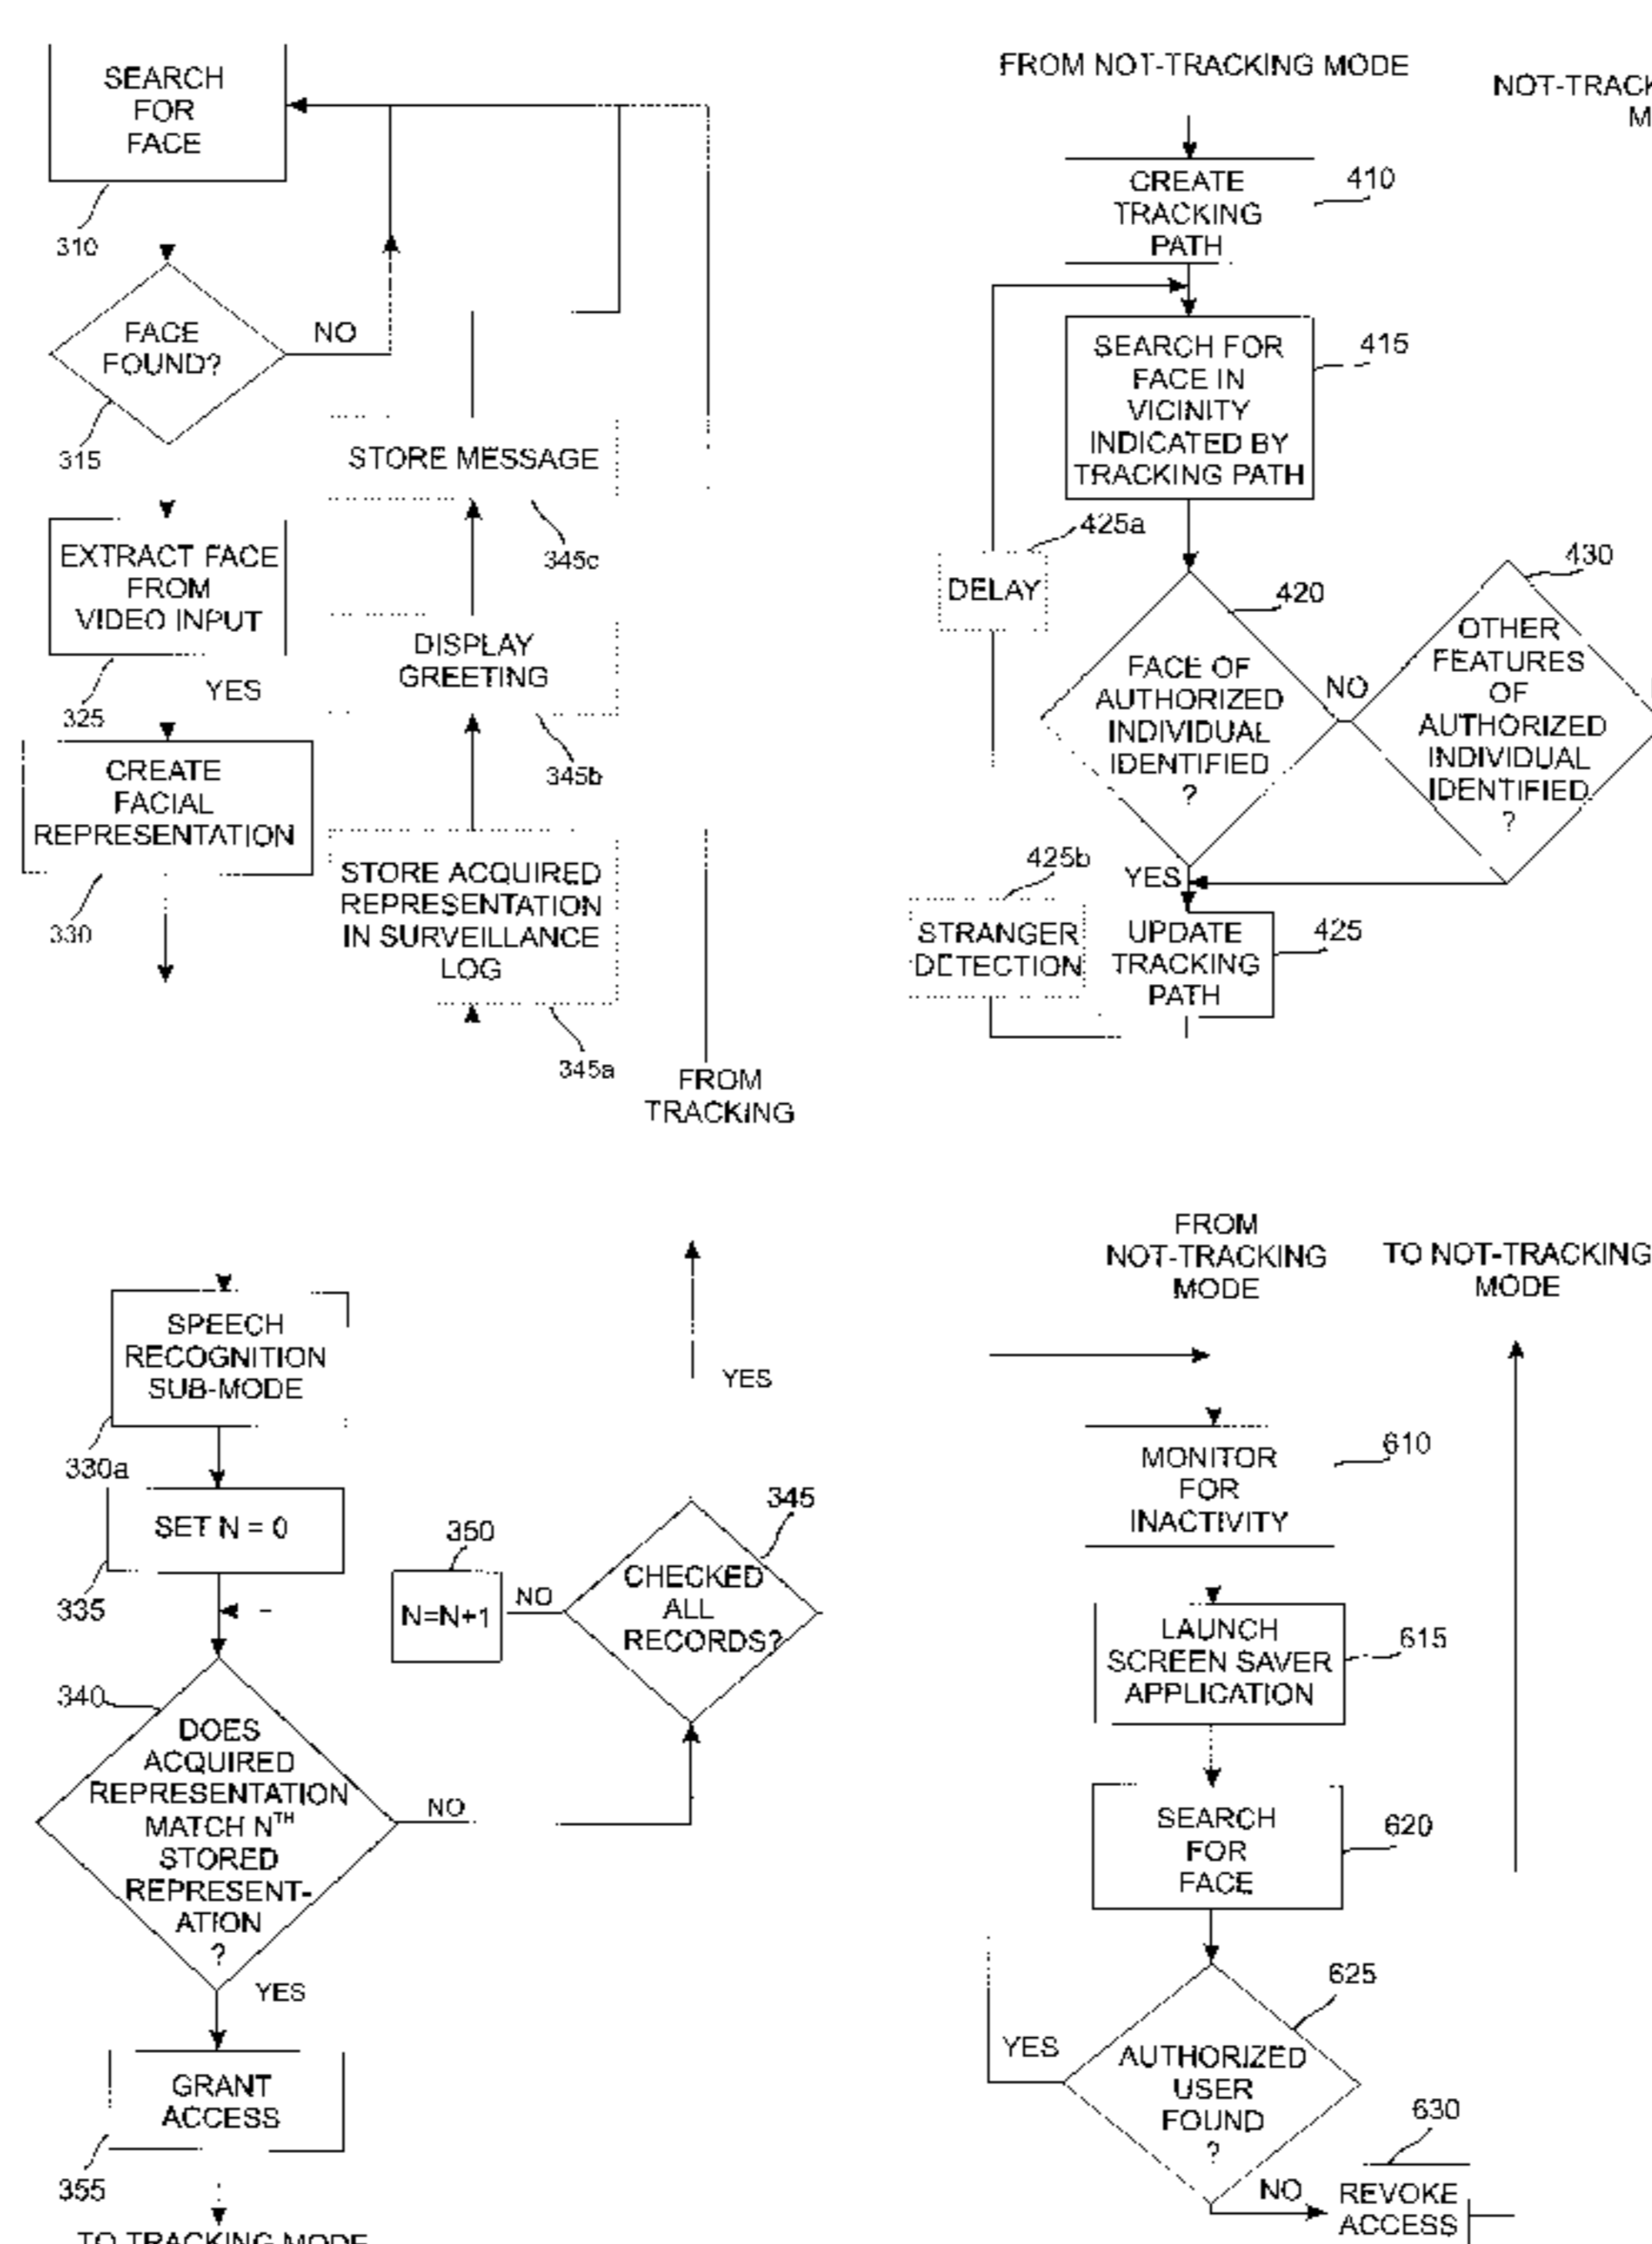 SEARCH
FOR
FACE
310
FACE
FOUND?
NO
315
EXTRACT FACE
FROM
VIDEO INPUT
325
YES
CREATE
FACIAL
REPRESENTATION
330
STORE MESSAGE
345c
DISPLAY
GREETING
345b
STORE ACQUIRED
REPRESENTATION
IN SURVEILLANCE
LOG
345a
FROM
TRACKING
FROM NOT-TRACKING MODE
CREATE
TRACKING
PATH
410
SEARCH FOR
FACE IN
VICINITY
INDICATED BY
TRACKING PATH
415
425a
DELAY
420
FACE OF
AUTHORIZED
INDIVIDUAL
IDENTIFIED
?
NO
430
OTHER
FEATURES
OF
AUTHORIZED
INDIVIDUAL
IDENTIFIED
?
YES
425b
STRANGER
DETECTION
UPDATE
TRACKING
PATH
425
SPEECH
RECOGNITION
SUB-MODE
330a
SET N = 0
335
340
DOES
ACQUIRED
REPRESENTATION
MATCH N^TH
STORED
REPRESENT-
ATION
?
NO
YES
GRANT
ACCESS
355
TO TRACKING MODE
YES
345
CHECKED
ALL
RECORDS?
NO
350
N=N+1
FROM
NOT-TRACKING
MODE
TO NOT-TRACKING
MODE
MONITOR
FOR
INACTIVITY
610
LAUNCH
SCREEN SAVER
APPLICATION
615
SEARCH
FOR
FACE
620
625
AUTHORIZED
USER
FOUND
?
YES
NO
630
REVOKE
ACCESS